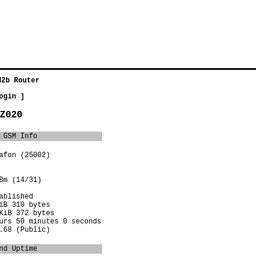 2b Router
ogin ]
Z020
GSM Info
afon (25002)
Bm (14/31)
ablished
iB 310 bytes
KiB 372 bytes
urs 50 minutes 0 seconds
.68 (Public)
nd Uptime